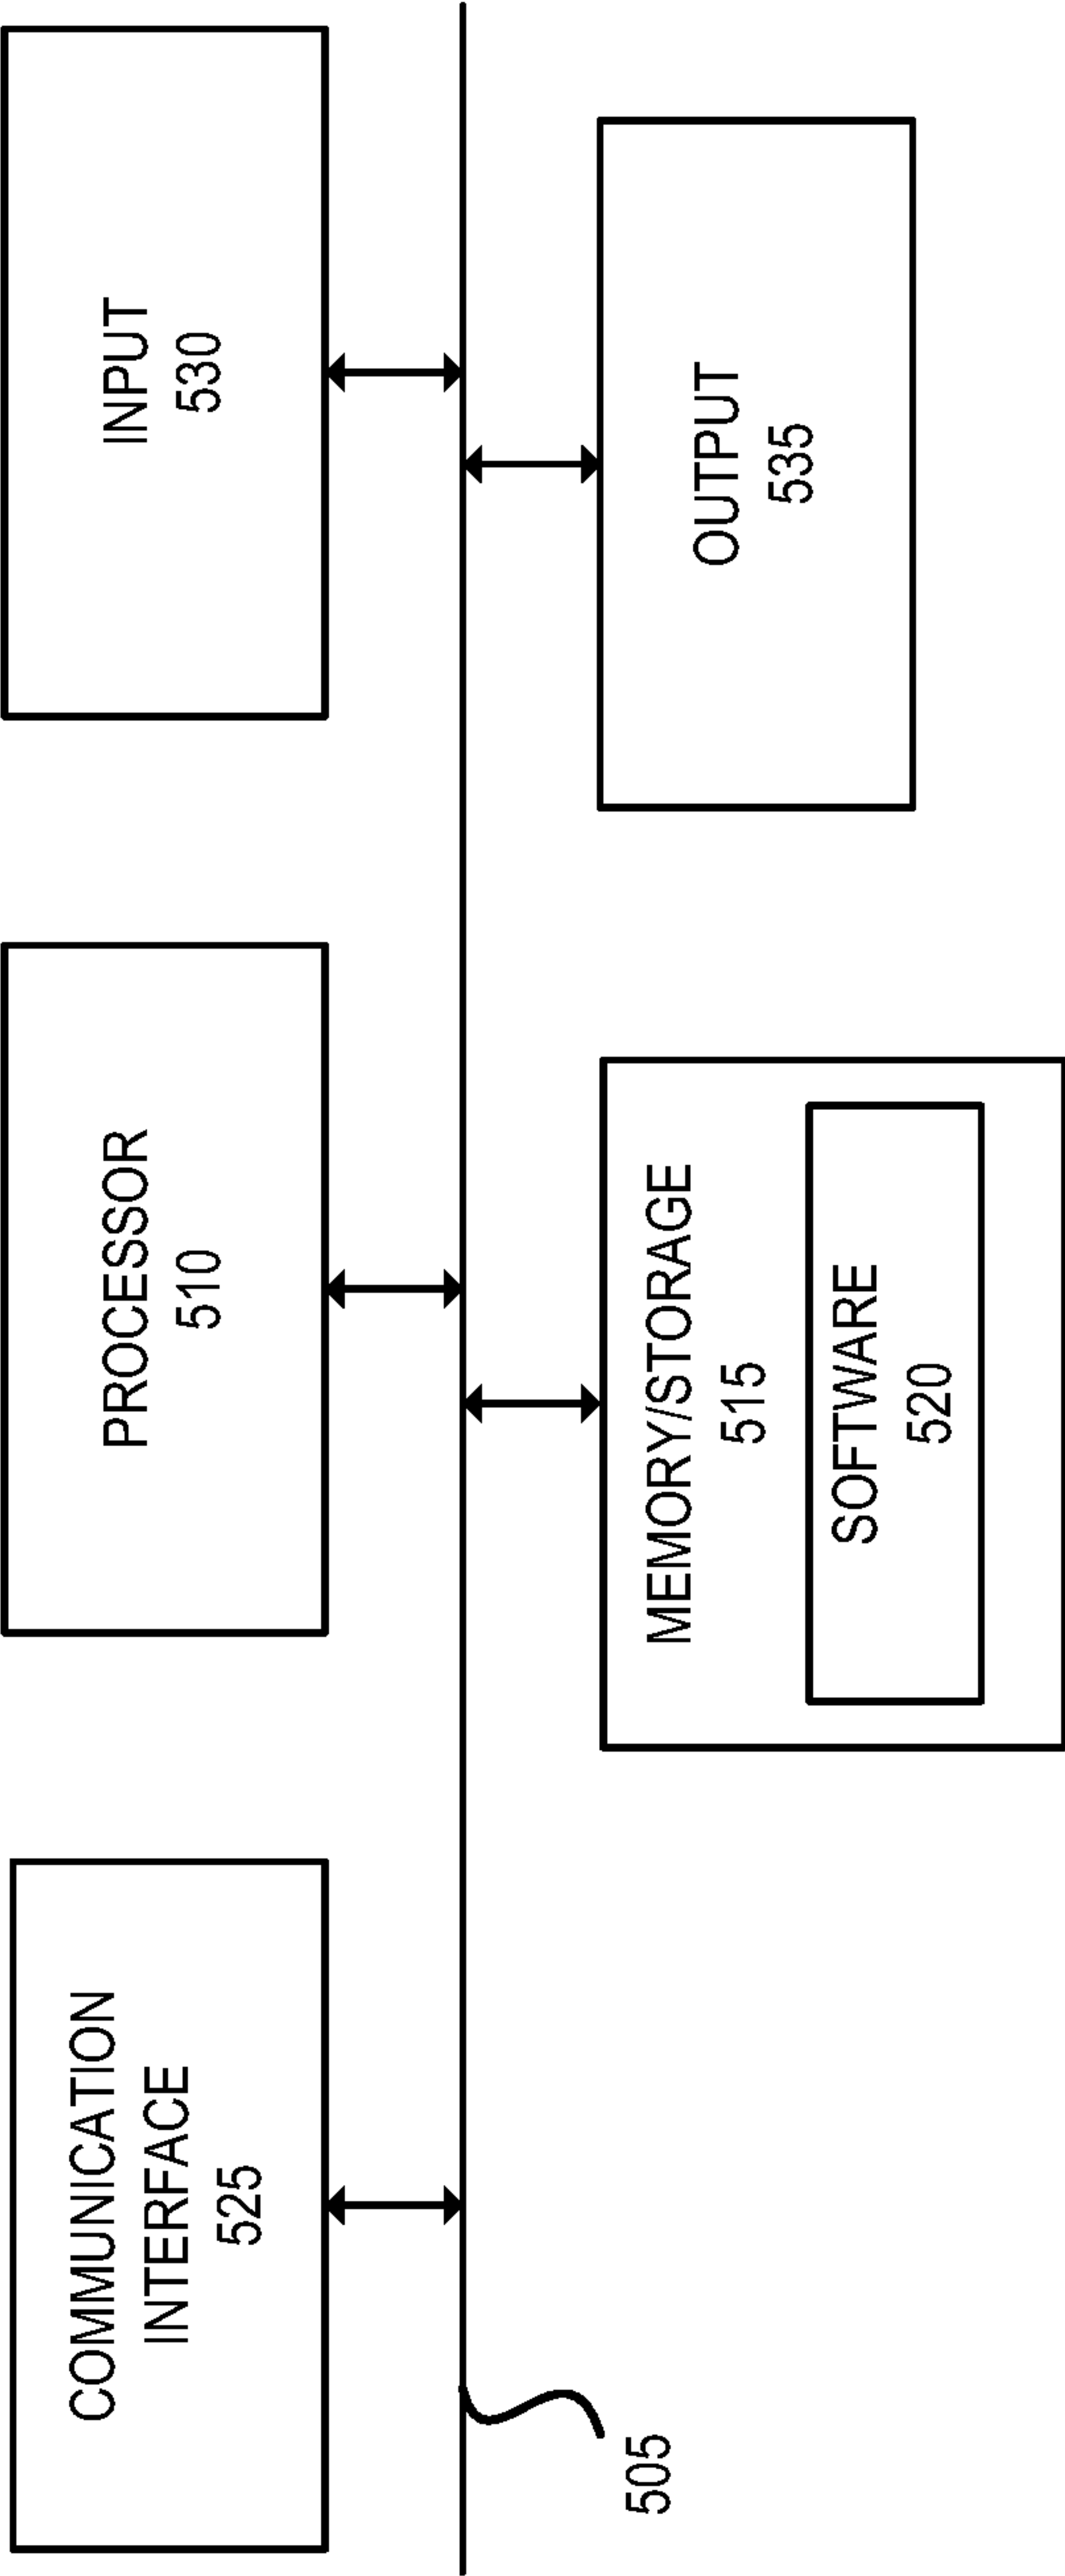 COMMUNICATION
INTERFACE
525
PROCESSOR
510
INPUT
530
505
MEMORY/STORAGE
515
SOFTWARE
520
OUTPUT
535